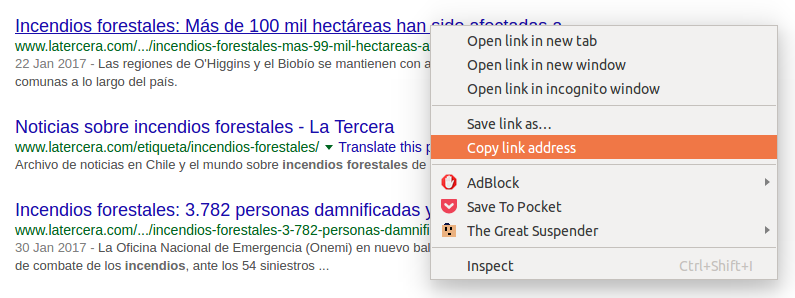 Incendios forestales: Más de 100 mil hectáreas han sido afectadas a
www.latercera.com/.../incendios-forestales-mas-99-mil-hectareas-a
22 Jan 2017 - Las regiones de O'Higgins y el Biobío se mantienen con a
comunas a lo largo del país.
Noticias sobre incendios forestales - La Tercera
www.latercera.com/etiqueta/incendios-forestales/ Translate this p
Archivo de noticias en Chile y el mundo sobre incendios forestales de
Incendios forestales: 3.782 personas damnificadas y
www.latercera.com/.../incendios-forestales-3-782-personas-damnifi
30 Jan 2017 - La Oficina Nacional de Emergencia (Onemi) en nuevo bal
de combate de los incendios, ante los 54 siniestros ...
Open link in new tab
Open link in new window
Open link in incognito window
Save link as...
Copy link address
AdBlock
Save To Pocket
The Great Suspender
Inspect Ctrl+Shift+I